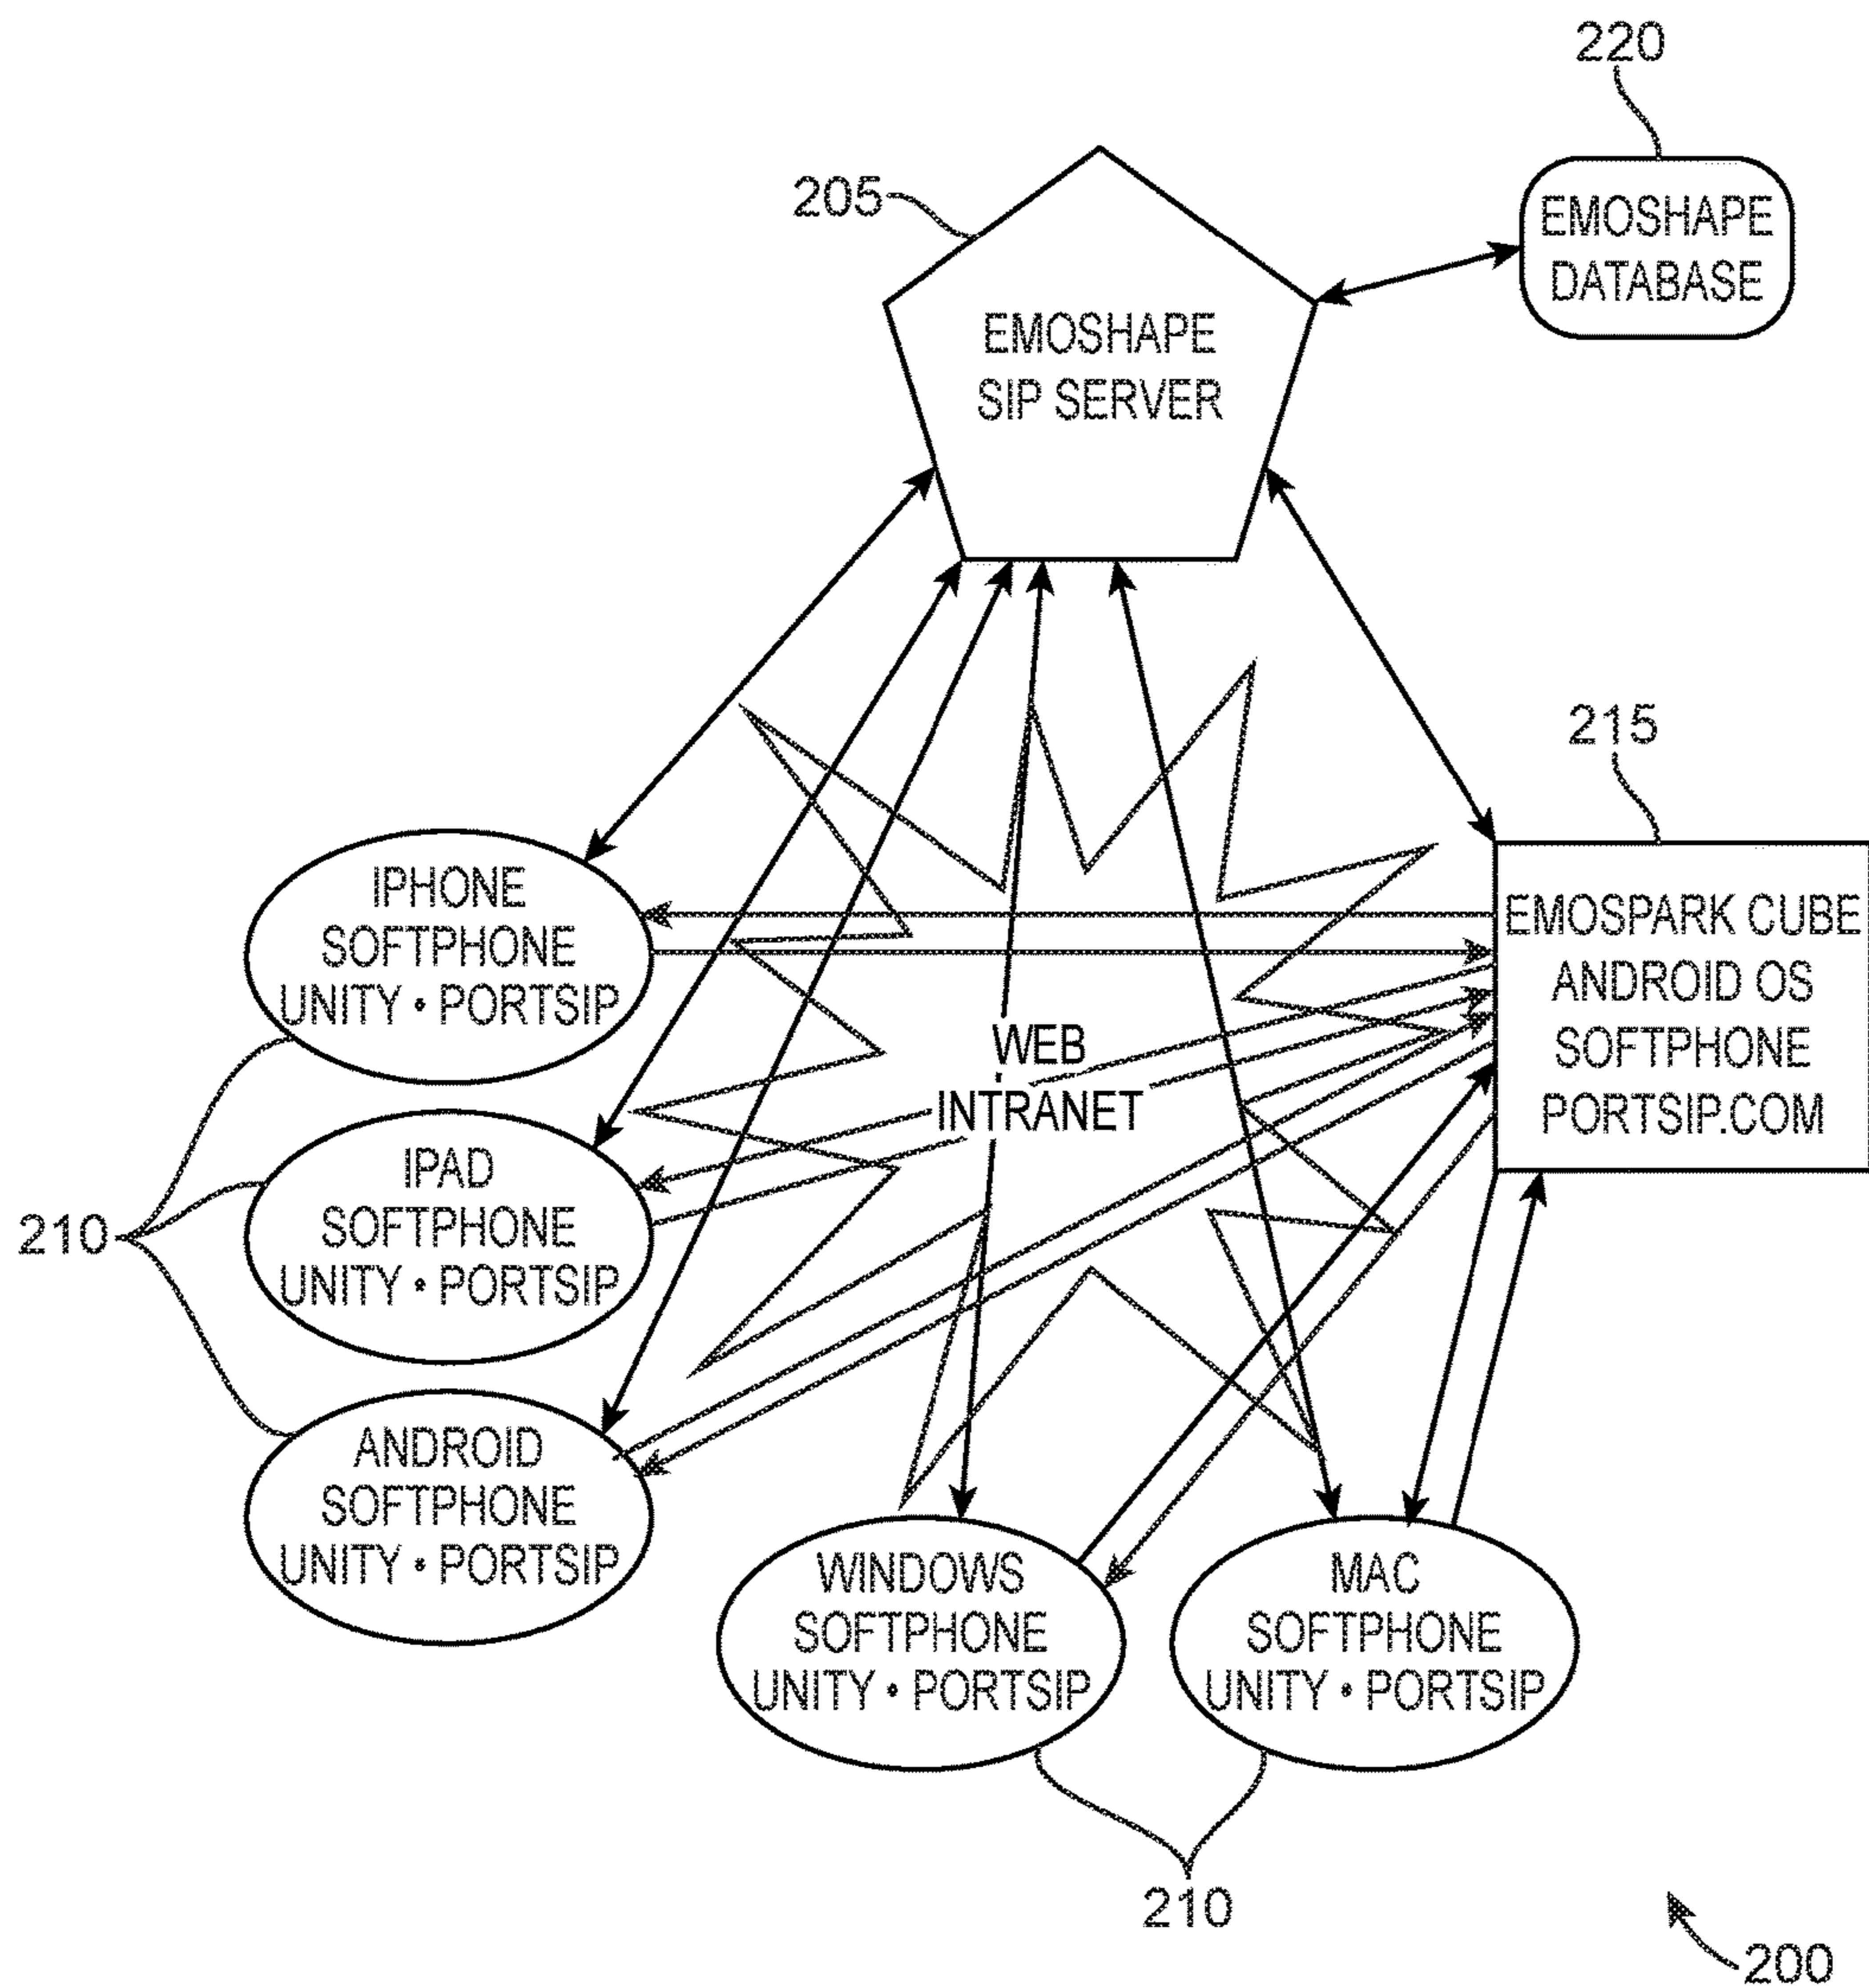 220
205
EMOSHAPE
DATABASE
EMOSHAPE
SIP SERVER
215
IPHONE
SOFTPHONE
UNITY • PORTSIP
EMOSPARK CUBE
ANDROID OS
SOFTPHONE
PORTSIP.COM
WEB
INTRANET
210
IPAD
SOFTPHONE
UNITY • PORTSIP
ANDROID
SOFTPHONE
UNITY • PORTSIP
WINDOWS
SOFTPHONE
UNITY • PORTSIP
MAC
SOFTPHONE
UNITY • PORTSIP
210
200